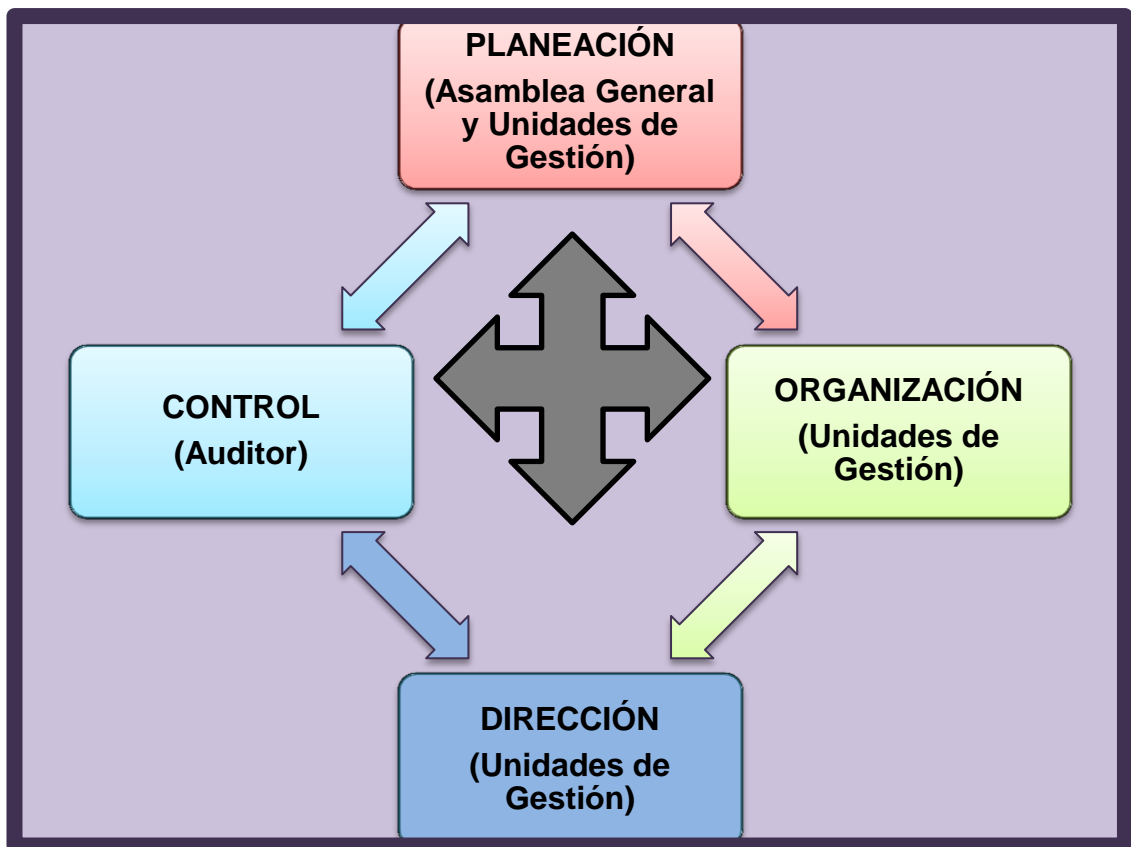 PLANEACIÓN
(Asamblea General
y Unidades de
Gestión)
CONTROL
(Auditor)
ORGANIZACIÓN
(Unidades de
Gestión)
DIRECCIÓN
(Unidades de
Gestión)